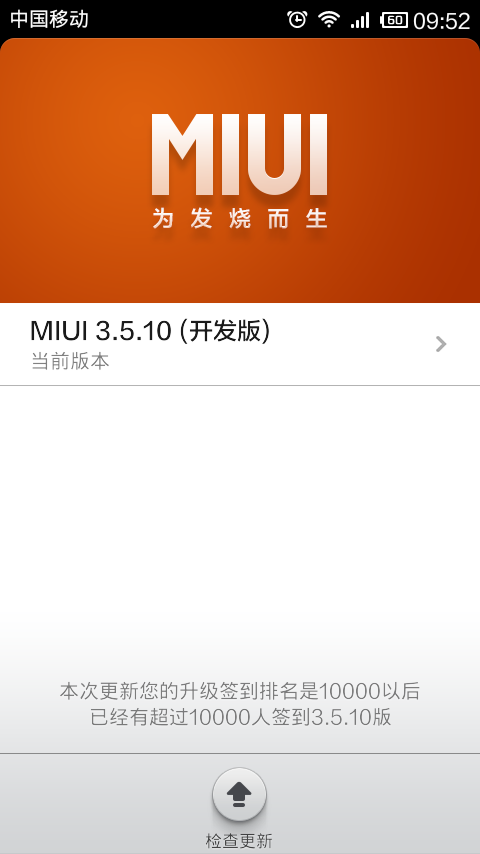 中国移动 60 09:52
MIUI
为发烧而生
MIUI 3.5.10 (开发版)
当前版本
本次更新您的升级签到排名是10000以后
已经有超过10000人签到3.5.10版
检查更新